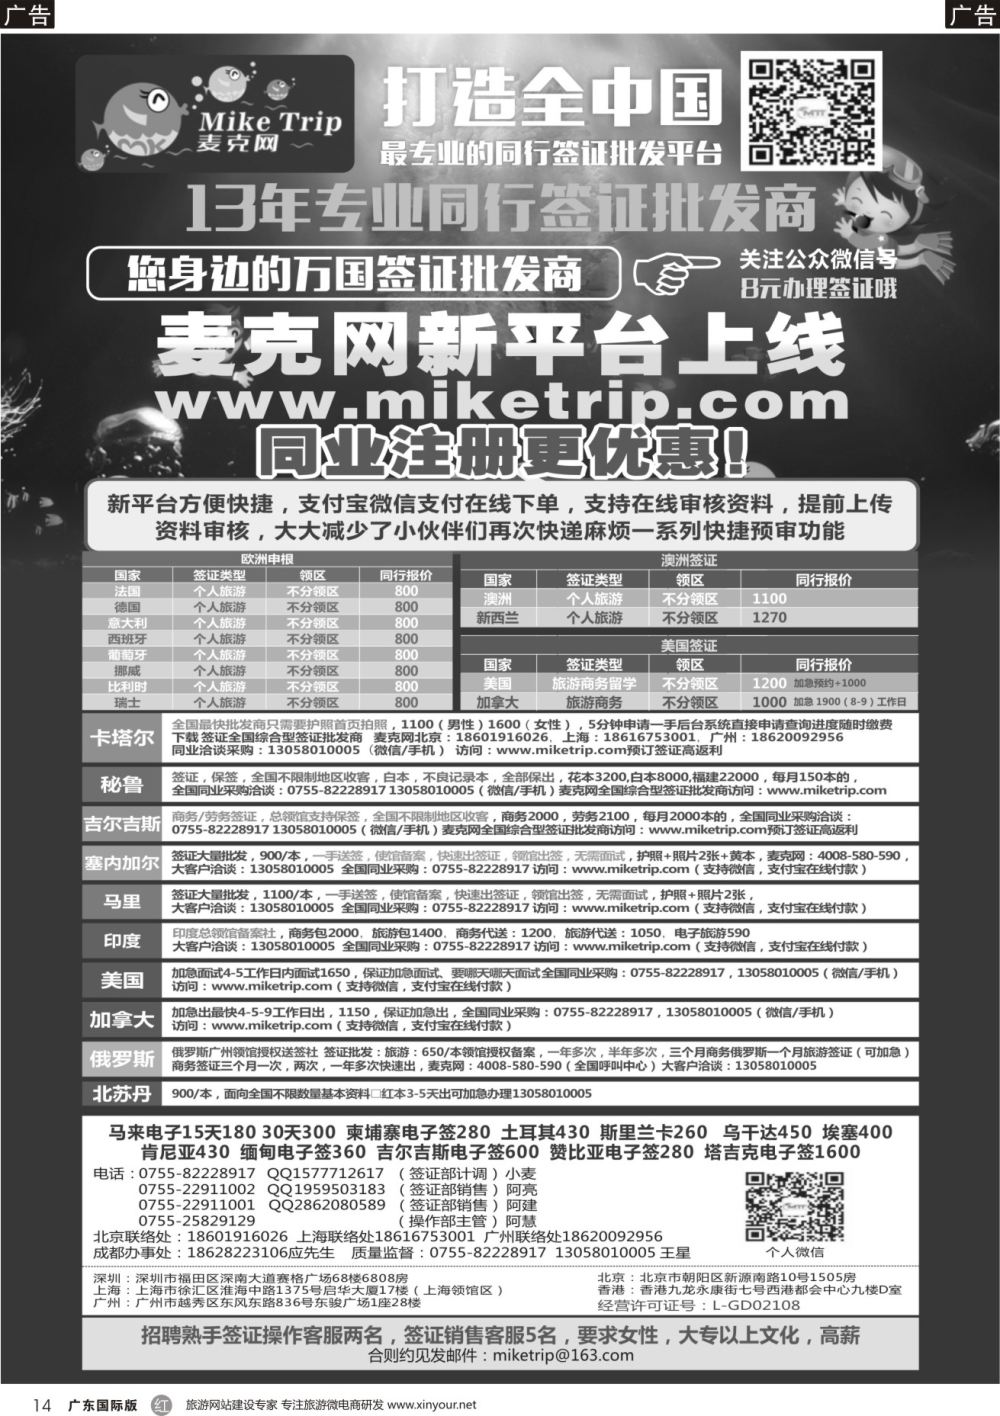 广告
广告
Mike Trip
麦克网
打造全中国
最专业的同行签证批发平台
13年专业同行签证批发商
您身边的万国签证批发商
关注公众微信号
8元办理签证哦
麦克网新平台上线
www.miketrip.com
同业注册更优惠！
新平台方便快捷，支付宝微信支付在线下单，支持在线审核资料，提前上传
资料审核，大大减少了小伙伴们再次快递麻烦一系列快捷预审功能
欧洲申根
国家 签证类型 领区 同行报价
法国 个人旅游 不分领区 800
德国 个人旅游 不分领区 800
意大利 个人旅游 不分领区 800
西班牙 个人旅游 不分领区 800
葡萄牙 个人旅游 不分领区 800
挪威 个人旅游 不分领区 800
比利时 个人旅游 不分领区 800
瑞士 个人旅游 不分领区 800
澳洲签证
国家 签证类型 领区 同行报价
澳洲 个人旅游 不分领区 1100
新西兰 个人旅游 不分领区 1270
美国签证
国家 签证类型 领区 同行报价
美国 旅游商务留学 不分领区 1200 加急预约+1000
加拿大 旅游商务 不分领区 1000 加急 1900（8-9）工作日
卡塔尔
全国最快批发商只需要护照首页拍照，1100（男性）1600（女性），5分钟申请一手后台系统直接申请查询进度随时缴费
下载 签证全国综合型签证批发商 麦克网北京：18601916026、上海：18616753001、广州：18620092956
同业洽谈采购：13058010005（微信/手机） 访问：www.miketrip.com预订签证高返利
秘鲁
签证，保签，全国不限制地区收客，白本，不良记录本，全部保出，花本3200,白本8000,福建22000，每月150本的，
全国同业采购洽谈：0755-82228917 13058010005（微信/手机）麦克网全国综合型签证批发商访问：www.miketrip.com
吉尔吉斯
商务/劳务签证，总领馆支持保签，全国不限制地区收客，商务2000，劳务2100，每月2000本的，全国同业采购洽谈：
0755-82228917 13058010005（微信/手机）麦克网全国综合型签证批发商访问：www.miketrip.com预订签证高返利
塞内加尔
签证大量批发，900/本，一手送签，使馆备案，快速出签证，领馆出签，无需面试，护照+照片2张+黄本，麦克网：4008-580-590，
大客户洽谈：13058010005 全国同业采购：0755-82228917 访问：www.miketrip.com（支持微信，支付宝在线付款）
马里
签证大量批发，1100/本，一手送签，使馆备案，快速出签证，领馆出签，无需面试，护照+照片2张，
大客户洽谈：13058010005 全国同业采购：0755-82228917 访问：www.miketrip.com（支持微信，支付宝在线付款）
印度
印度总领馆备案社，商务包2000、旅游包1400、商务代送：1200、旅游代送：1050、电子旅游590
大客户洽谈：13058010005 全国同业采购：0755-82228917 访问：www.miketrip.com（支持微信，支付宝在线付款）
美国
加急面试4-5工作日内面试1650，保证加急面试、要哪天哪天面试全国同业采购：0755-82228917，13058010005（微信/手机）
访问：www.miketrip.com（支持微信，支付宝在线付款）
加拿大
加急出最快4-5-9工作日出，1150，保证加急出，全国同业采购：0755-82228917，13058010005（微信/手机）
访问：www.miketrip.com（支持微信，支付宝在线付款）
俄罗斯
俄罗斯广州领馆授权送签社 签证批发：旅游：650/本领馆授权备案，一年多次，半年多次，三个月商务俄罗斯一个月旅游签证（可加急）
商务签证三个月一次，两次，一年多次快速出，麦克网：4008-580-590（全国呼叫中心）大客户洽谈：13058010005
北苏丹
900/本，面向全国不限数量基本资料□红本3-5天出可加急办理13058010005
马来电子15天180 30天300 柬埔寨电子签280 土耳其430 斯里兰卡260 乌干达450 埃塞400
肯尼亚430 缅甸电子签360 吉尔吉斯电子签600 赞比亚电子签280 塔吉克电子签1600
电话：0755-82228917 QQ1577712617 （签证部计调）小麦
0755-22911002 QQ1959503183 （签证部销售）阿亮
0755-22911001 QQ2862080589 （签证部销售）阿建
0755-25829129 （操作部主管）阿慧
北京联络处：18601916026 上海联络处18616753001 广州联络处18620092956
成都办事处：18628223106应先生 质量监督：0755-82228917 13058010005 王星
个人微信
深圳：深圳市福田区深南大道赛格广场68楼6808房
上海：上海市徐汇区淮海中路1375号启华大厦17楼（上海领馆区）
广州：广州市越秀区东风东路836号东骏广场1座28楼
北京：北京市朝阳区新源南路10号1505房
香港：香港九龙永康街七号西港都会中心九楼D室
经营许可证号：L-GD02108
招聘熟手签证操作客服两名，签证销售客服5名，要求女性，大专以上文化，高薪
合则约见发邮件：miketrip@163.com
14 广东国际版 红 旅游网站建设专家 专注旅游微电商研发 www.xinyour.net